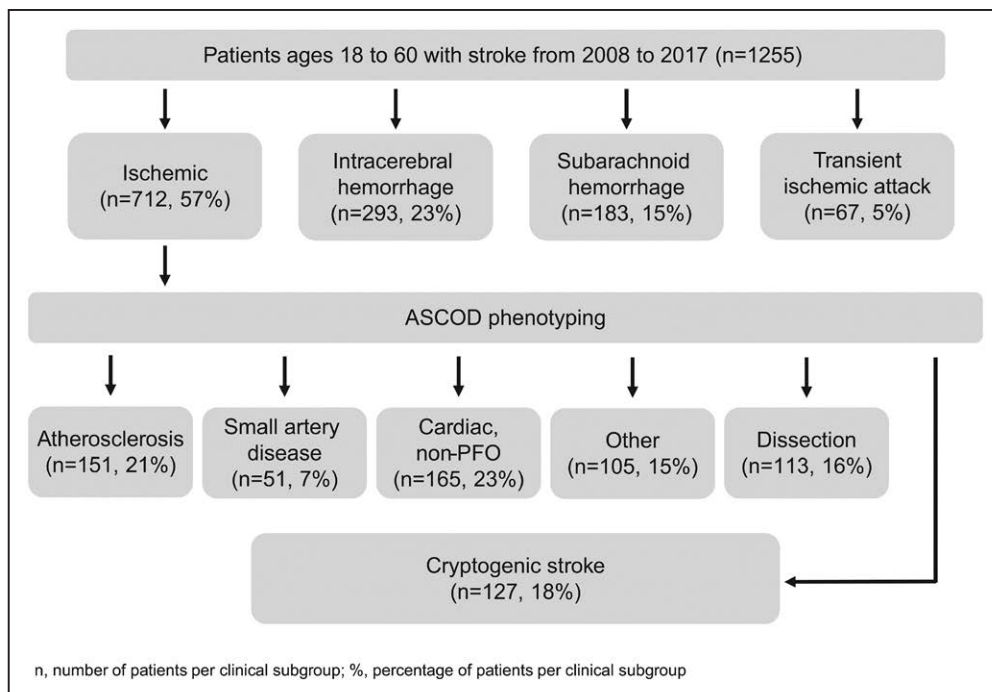 Patients ages 18 to 60 with stroke from 2008 to 2017 (n=1255)
Ischemic
(n=712, 57%)
Intracerebral
hemorrhage
(n=293, 23%)
Subarachnoid
hemorrhage
(n=183, 15%)
Transient
ischemic attack
(n=67, 5%)
ASCOD phenotyping
Atherosclerosis
(n=151, 21%)
Small artery
disease
(n=51, 7%)
Cardiac,
non-PFO
(n=165, 23%)
Other
(n=105, 15%)
Dissection
(n=113, 16%)
Cryptogenic stroke
(n=127, 18%)
n, number of patients per clinical subgroup; %, percentage of patients per clinical subgroup